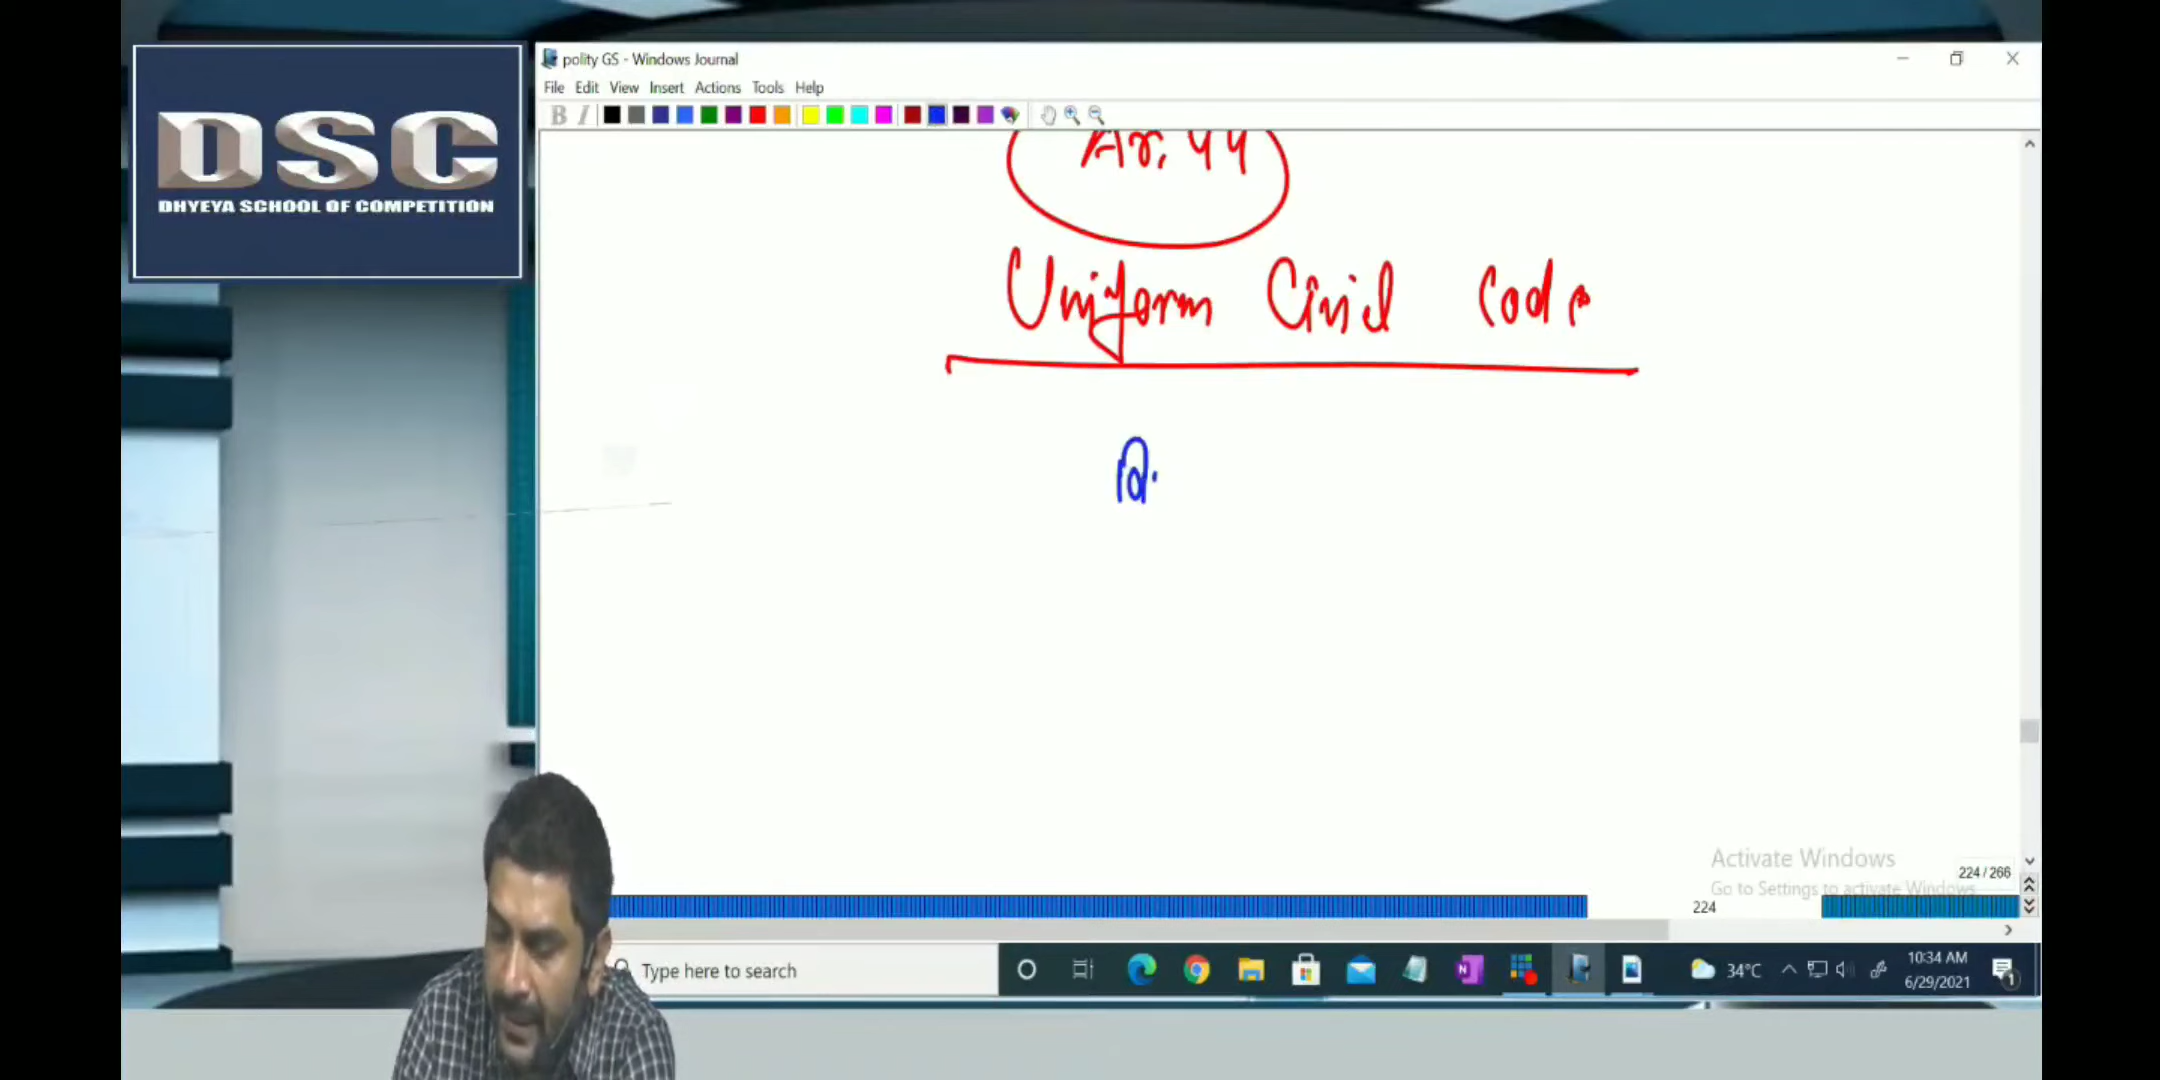 DSC
DHYEYA SCHOOL OF COMPETITION
polity GS - Windows Journal
File Edit View Insert Actions Tools Help
B I
Ar. 44
Uniform Civil Code
वि
Activate Windows
Go to Settings to activate Windows.
224 / 266
224
Type here to search
34°C
10:34 AM
6/29/2021
1